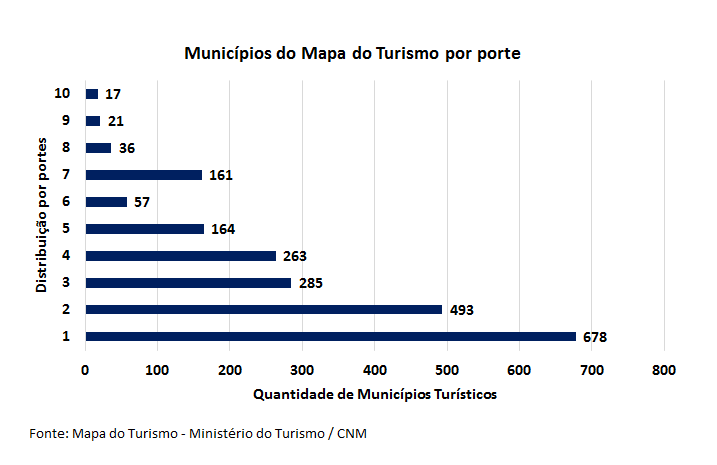 Municípios do Mapa do Turismo por porte
Distribuição por portes
10 17
9 21
8 36
7 161
6 57
5 164
4 263
3 285
2 493
1 678
0 100 200 300 400 500 600 700 800
Quantidade de Municípios Turísticos
Fonte: Mapa do Turismo - Ministério do Turismo / CNM